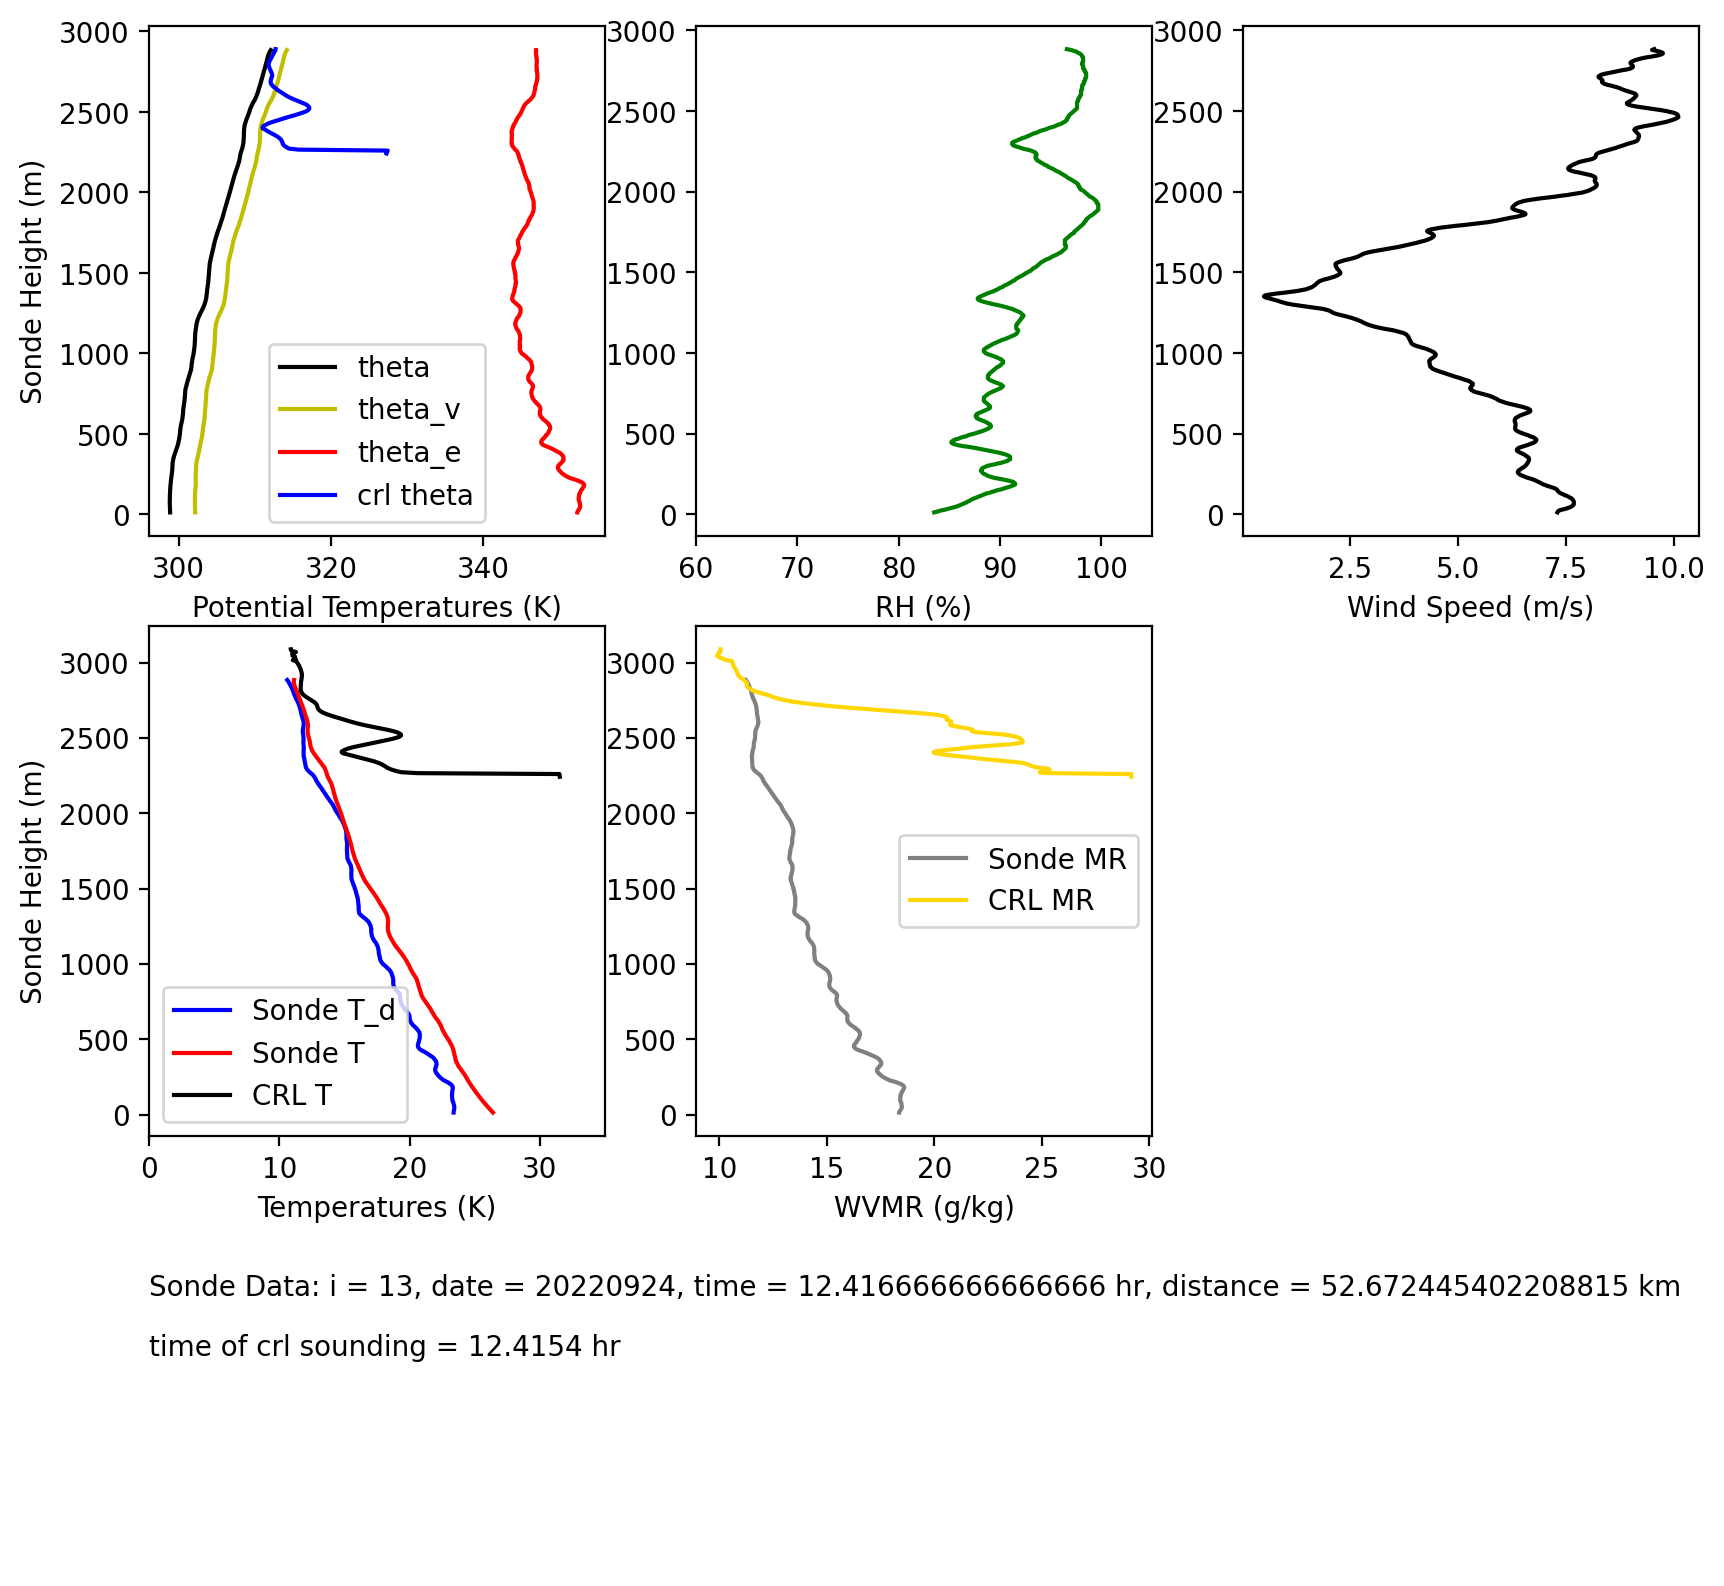 3000
2500
2000
1500
1000
500
0
Sonde Height (m)
theta
theta_v
theta_e
crl theta
300 320 340
Potential Temperatures (K)
3000
2500
2000
1500
1000
500
0
60 70 80 90 100
RH (%)
3000
2500
2000
1500
1000
500
0
2.5 5.0 7.5 10.0
Wind Speed (m/s)
3000
2500
2000
1500
1000
500
0
Sonde Height (m)
Sonde T_d
Sonde T
CRL T
0 10 20 30
Temperatures (K)
3000
2500
2000
1500
1000
500
0
Sonde MR
CRL MR
10 15 20 25 30
WVMR (g/kg)
Sonde Data: i = 13, date = 20220924, time = 12.416666666666666 hr, distance = 52.672445402208815 km
time of crl sounding = 12.4154 hr